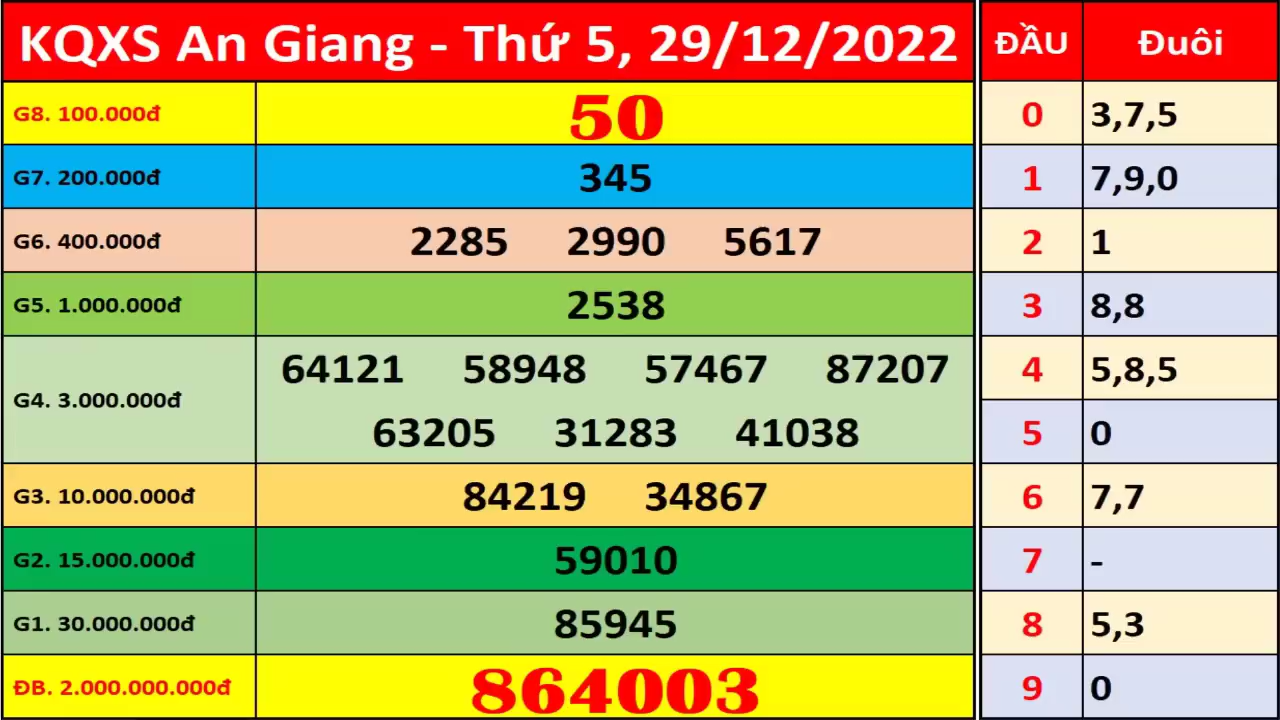 KQXS An Giang - Thứ 5, 29/12/2022
G8. 100.000đ 50
G7. 200.000đ 345
G6. 400.000đ 2285 2990 5617
G5. 1.000.000đ 2538
G4. 3.000.000đ 64121 58948 57467 87207
63205 31283 41038
G3. 10.000.000đ 84219 34867
G2. 15.000.000đ 59010
G1. 30.000.000đ 85945
ĐB. 2.000.000.000đ 864003
ĐẦU Đuôi
0 3,7,5
1 7,9,0
2 1
3 8,8
4 5,8,5
5 0
6 7,7
7 -
8 5,3
9 0